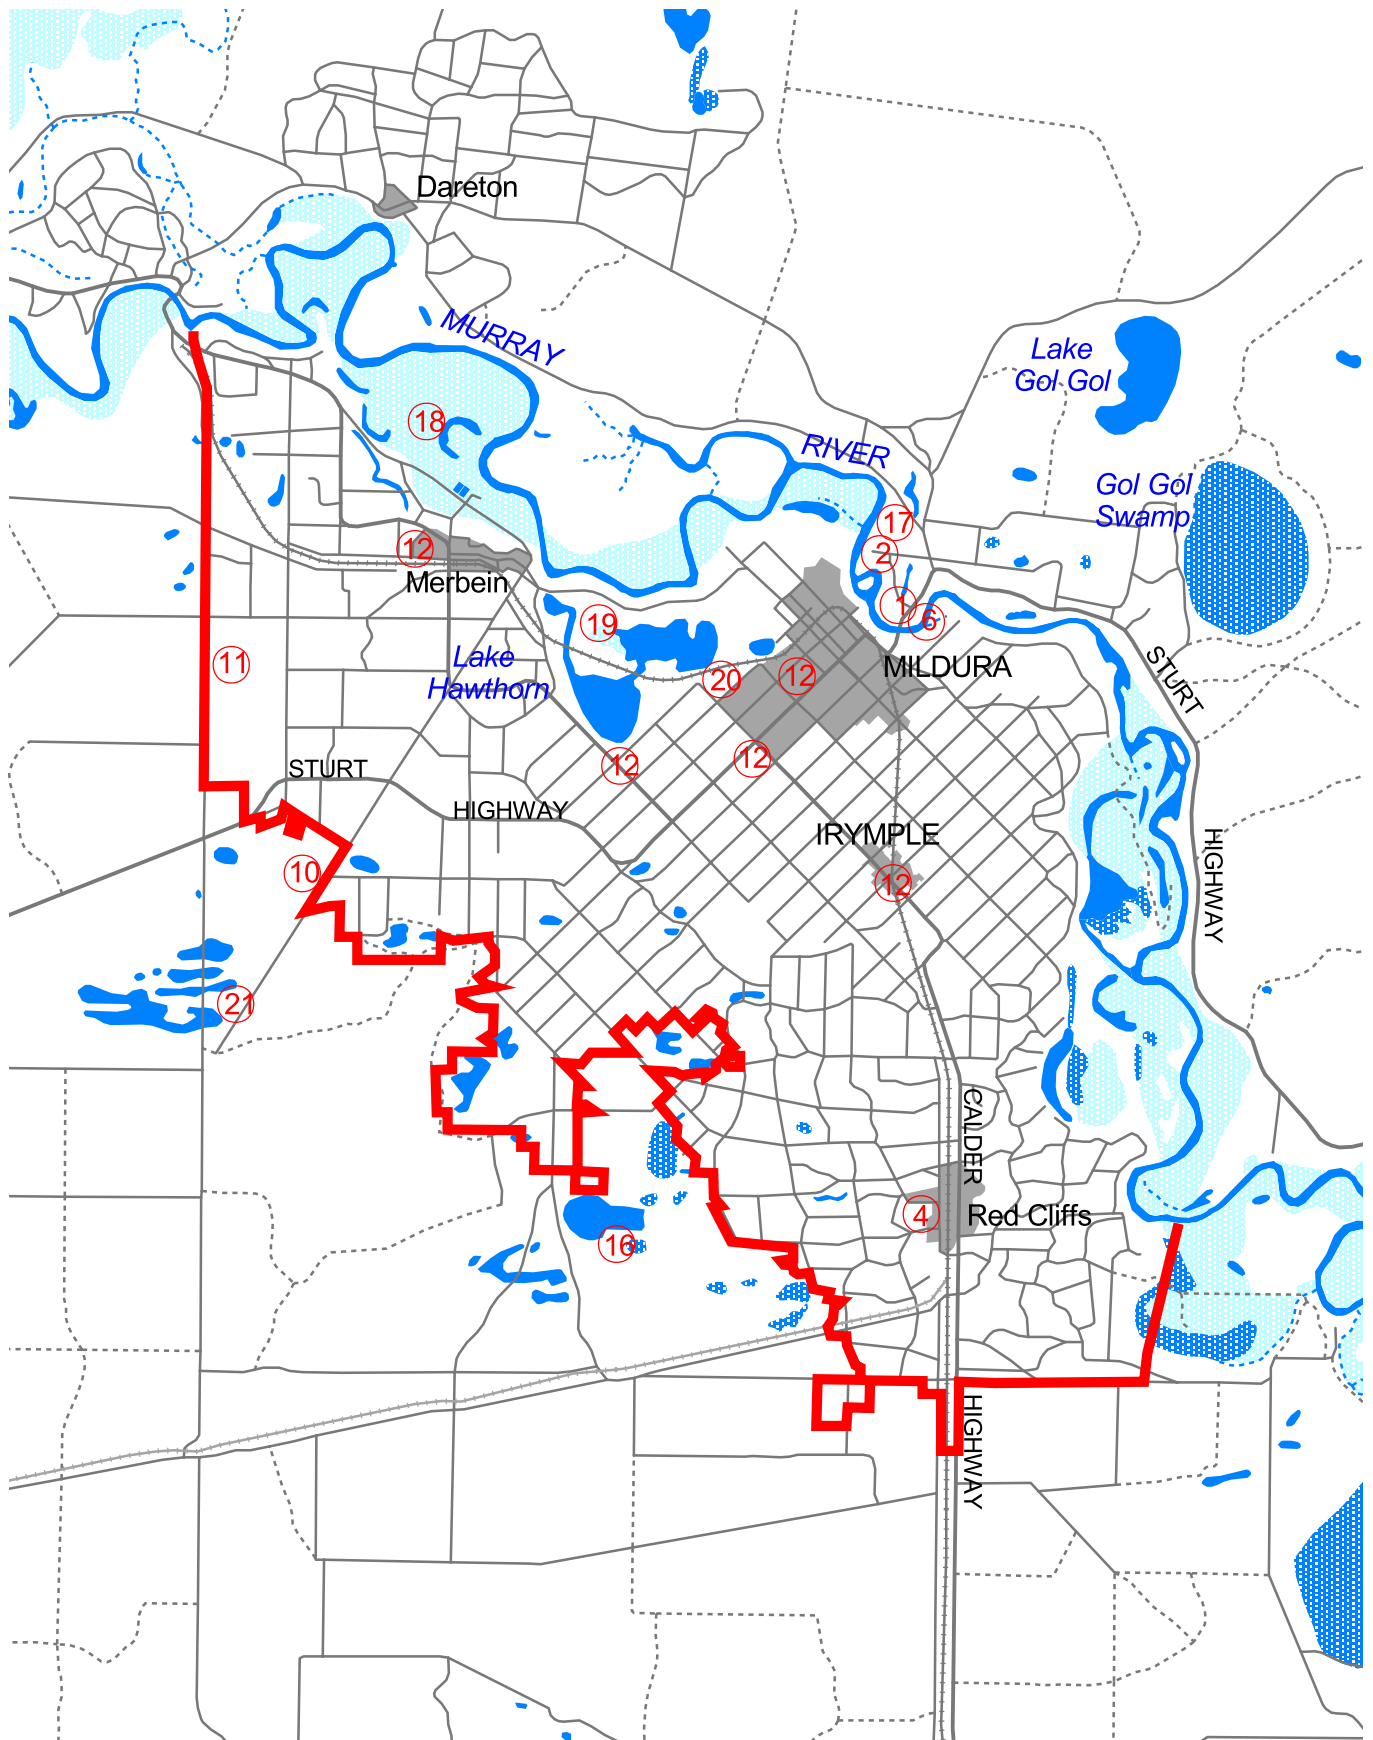 Dareton
MURRAY
Lake
Gol Gol
18
RIVER
Gol Gol
Swamp
17
12
2
Merbein
1
19
6
11
Lake
Hawthorn
20
12
MILDURA
STURT
STURT
12
12
HIGHWAY
IRYMPLE
HIGHWAY
10
12
21
CALDER
4
Red Cliffs
16
HIGHWAY